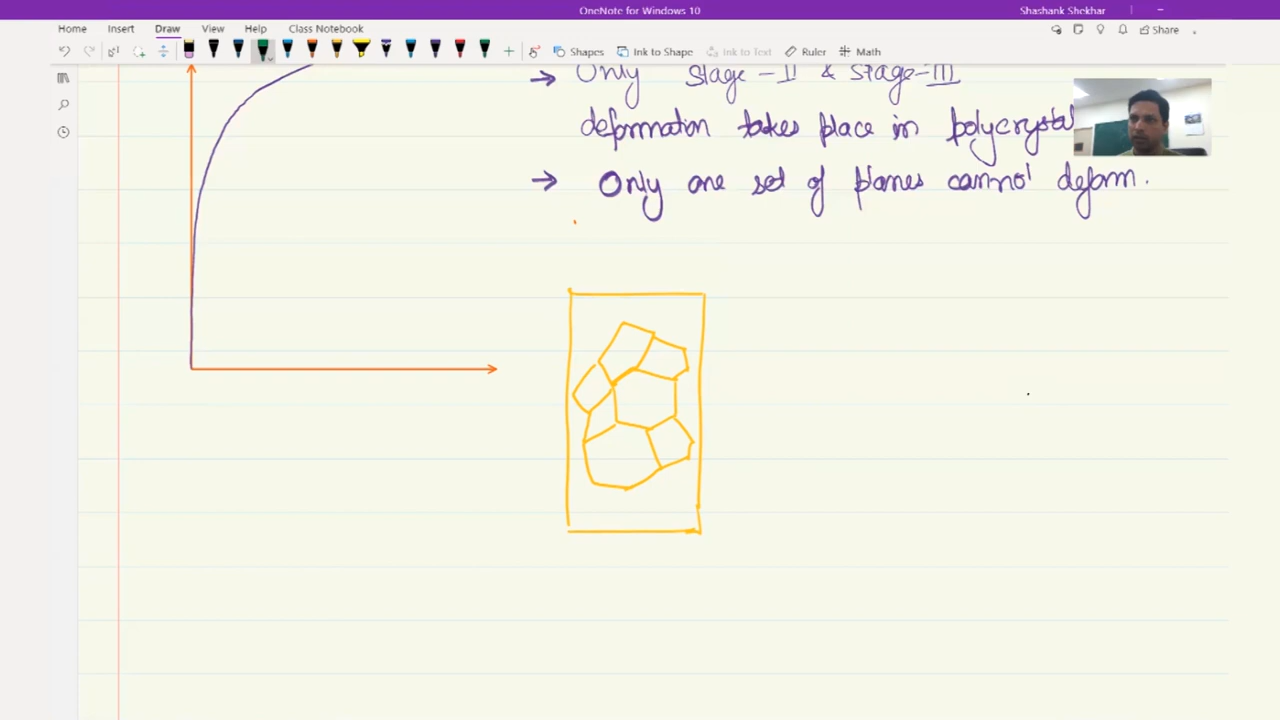 OneNote for Windows 10
Shashank Shekhar
Home Insert Draw View Help Class Notebook
Share
Shapes Ink to Shape Ink to Text Ruler Math
→ Only Stage-II & Stage-III
deformation takes place in polycrystal
→ Only one set of planes cannot deform.